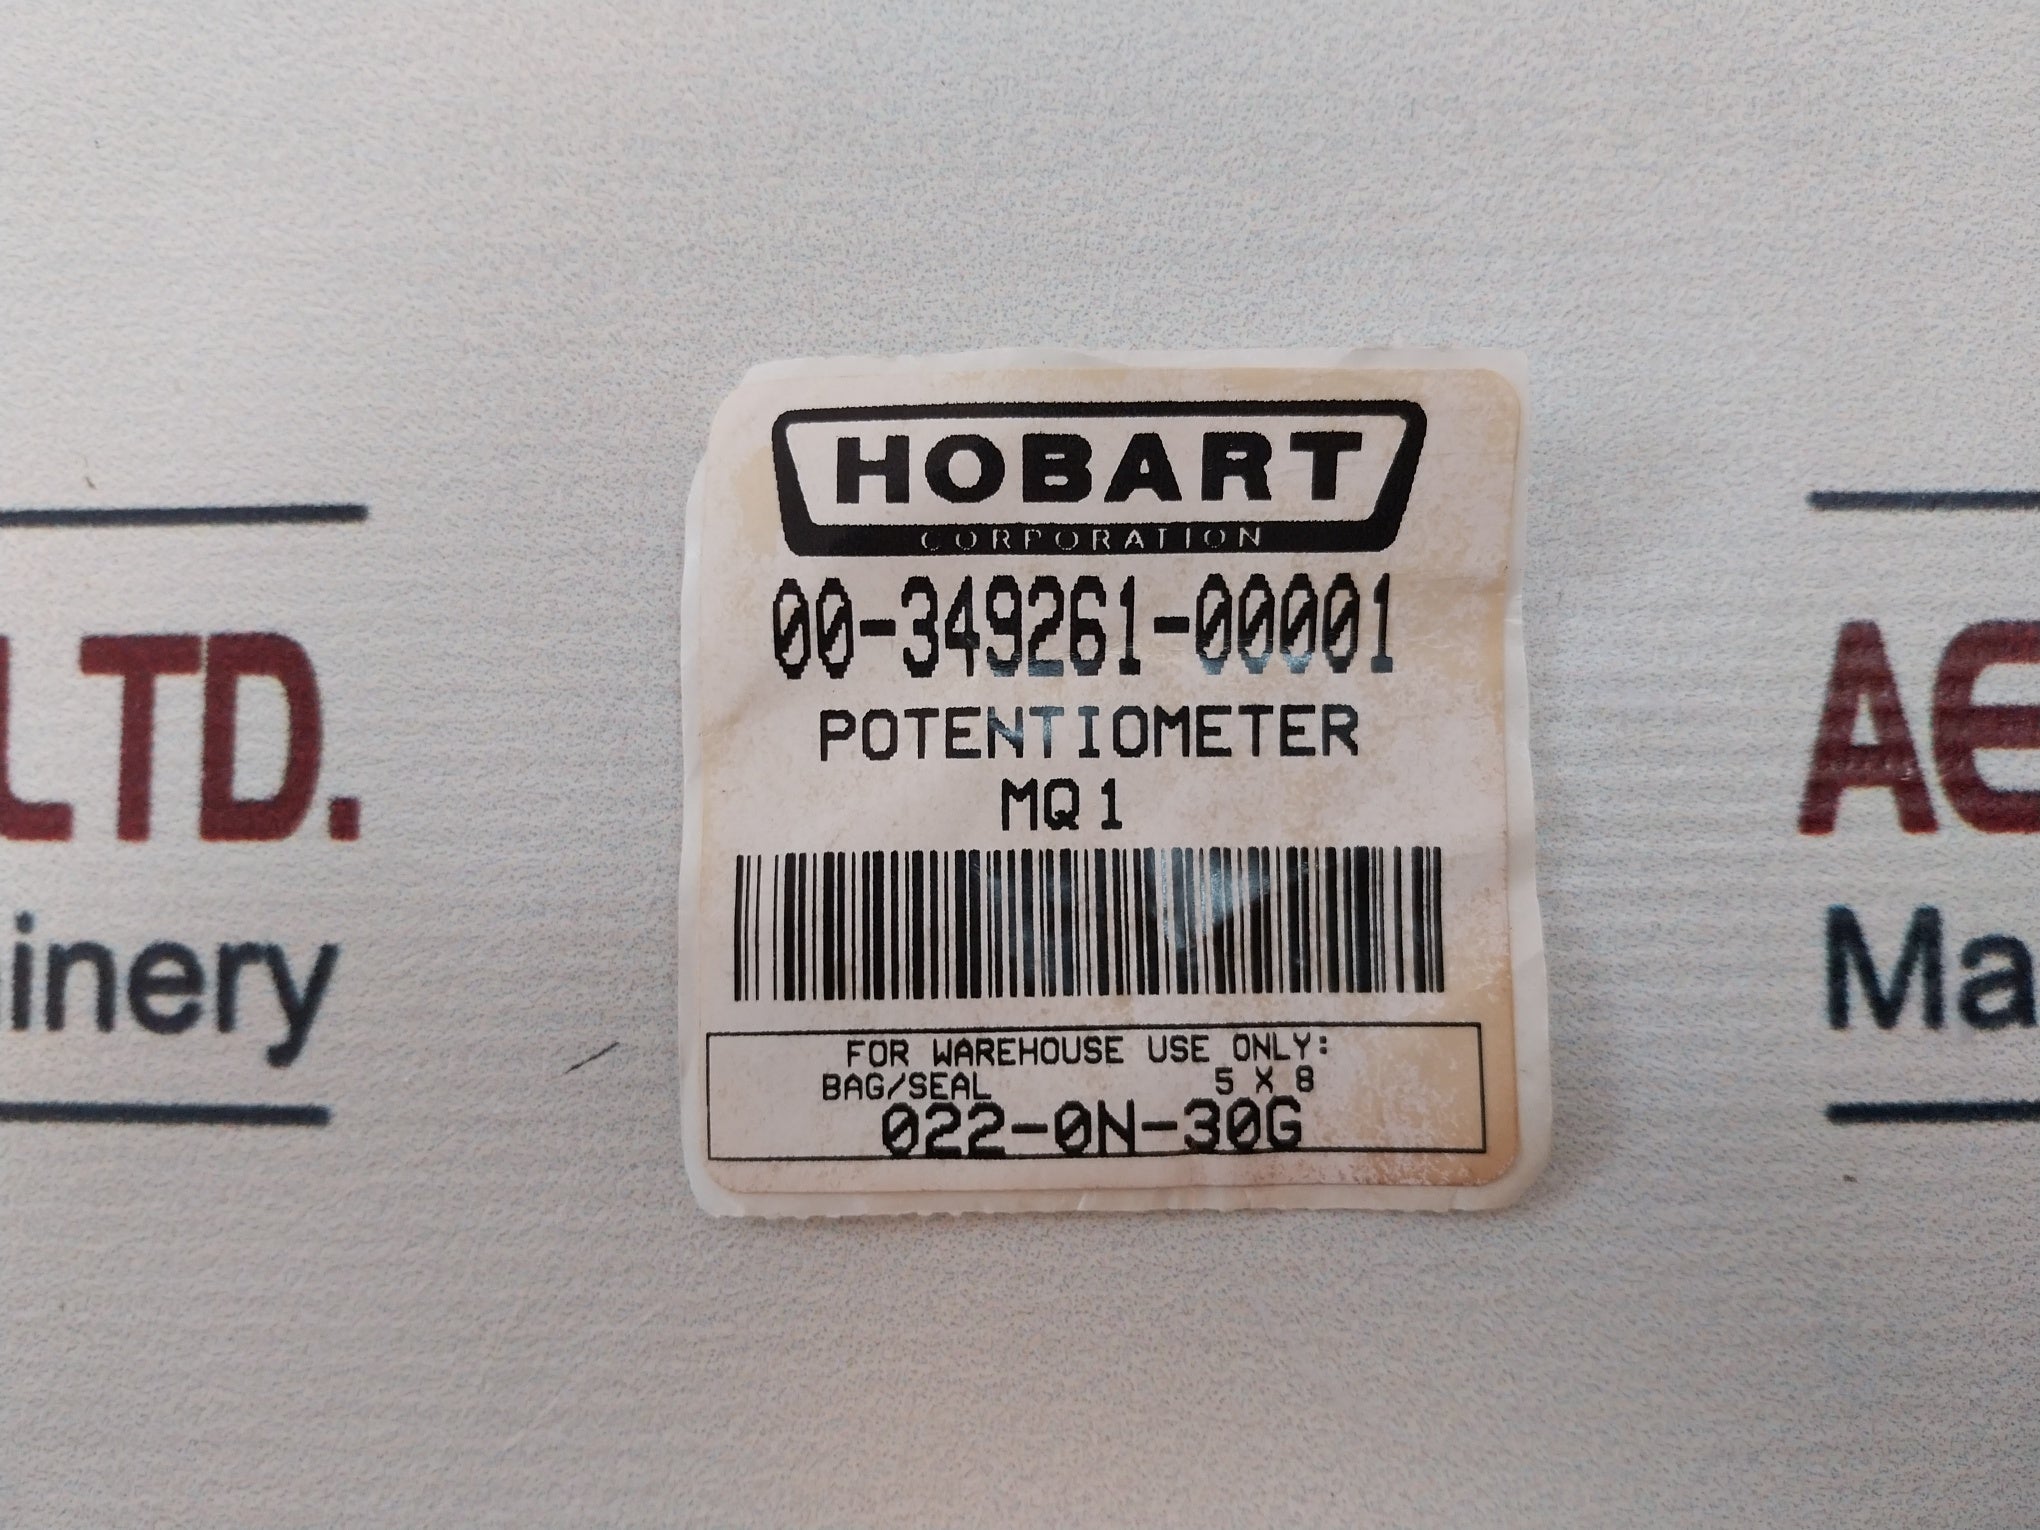 HOBART
CORPORATION
00-349261-00001
POTENTIOMETER
MQ1
FOR WAREHOUSE USE ONLY:
BAG/SEAL 5 X 8
022-0N-30G
LTD.
inery
AE
Ma